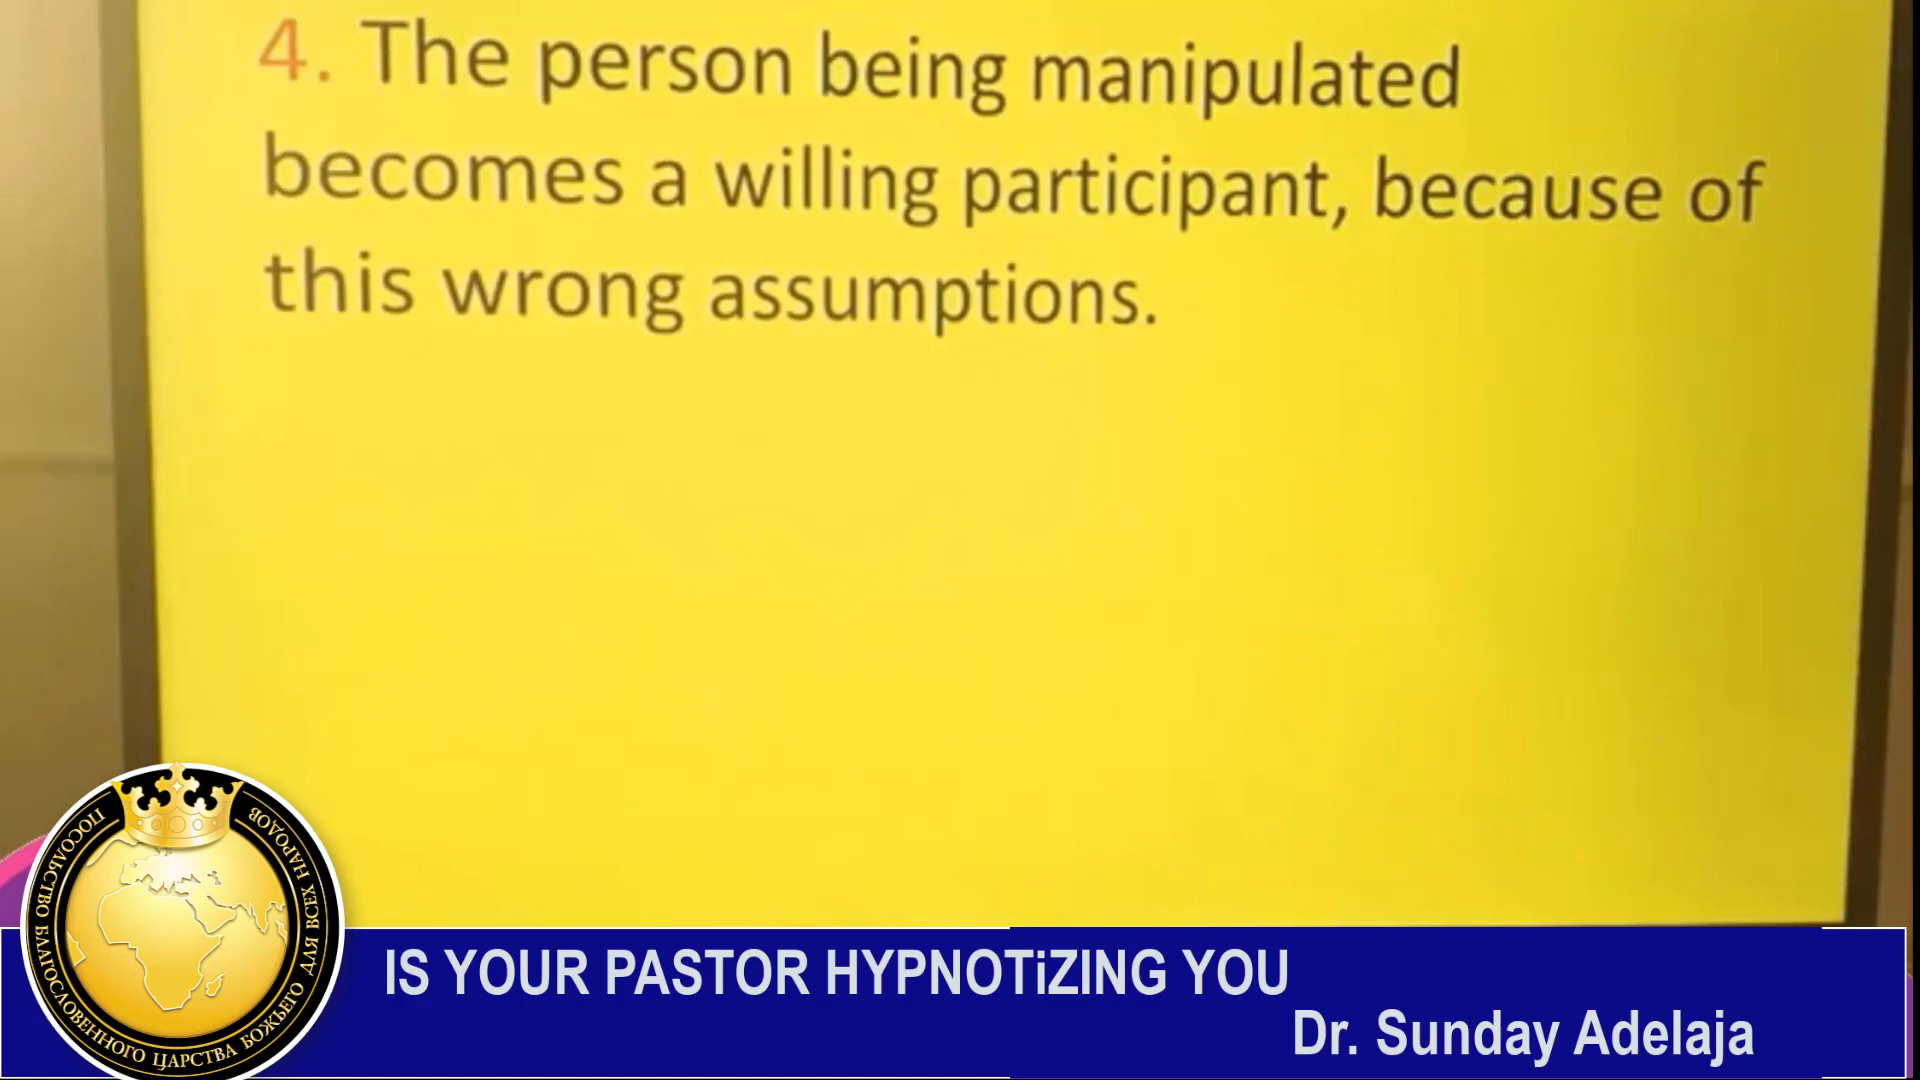 4. The person being manipulated
becomes a willing participant, because of
this wrong assumptions.
ПОСОЛЬСТВО БЛАГОСЛОВЕННОГО ЦАРСТВА БОЖЬЕГО ДЛЯ ВСЕХ НАРОДОВ
IS YOUR PASTOR HYPNOTiZING YOU
Dr. Sunday Adelaja